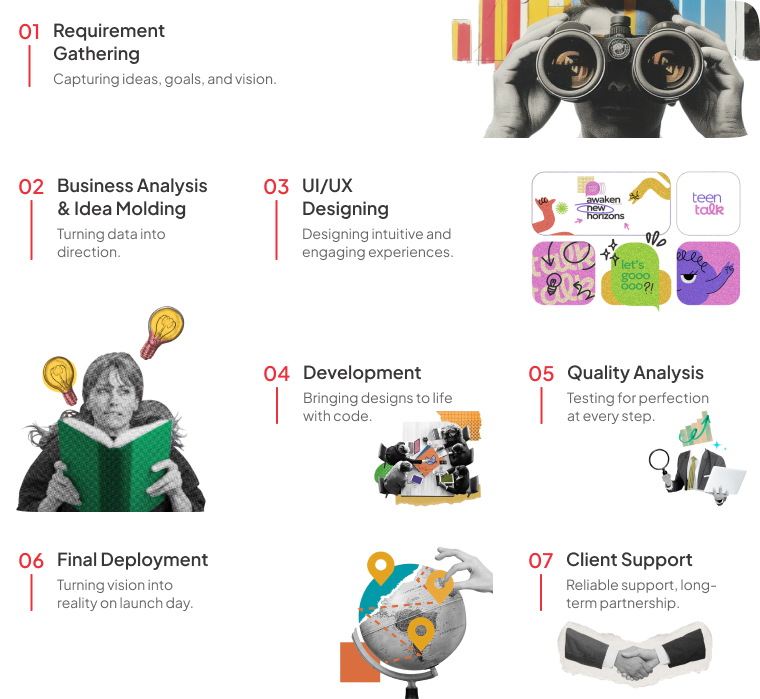 01 Requirement
Gathering
Capturing ideas, goals, and vision.
02 Business Analysis
& Idea Molding
Turning data into
direction.
03 UI/UX
Designing
Designing intuitive and
engaging experiences.
awaken
new
horizons
teen
talk
talk
talk
let's
gooo
ooo?!
04 Development
Bringing designs to life
with code.
05 Quality Analysis
Testing for perfection
at every step.
06 Final Deployment
Turning vision into
reality on launch day.
07 Client Support
Reliable support, long-
term partnership.